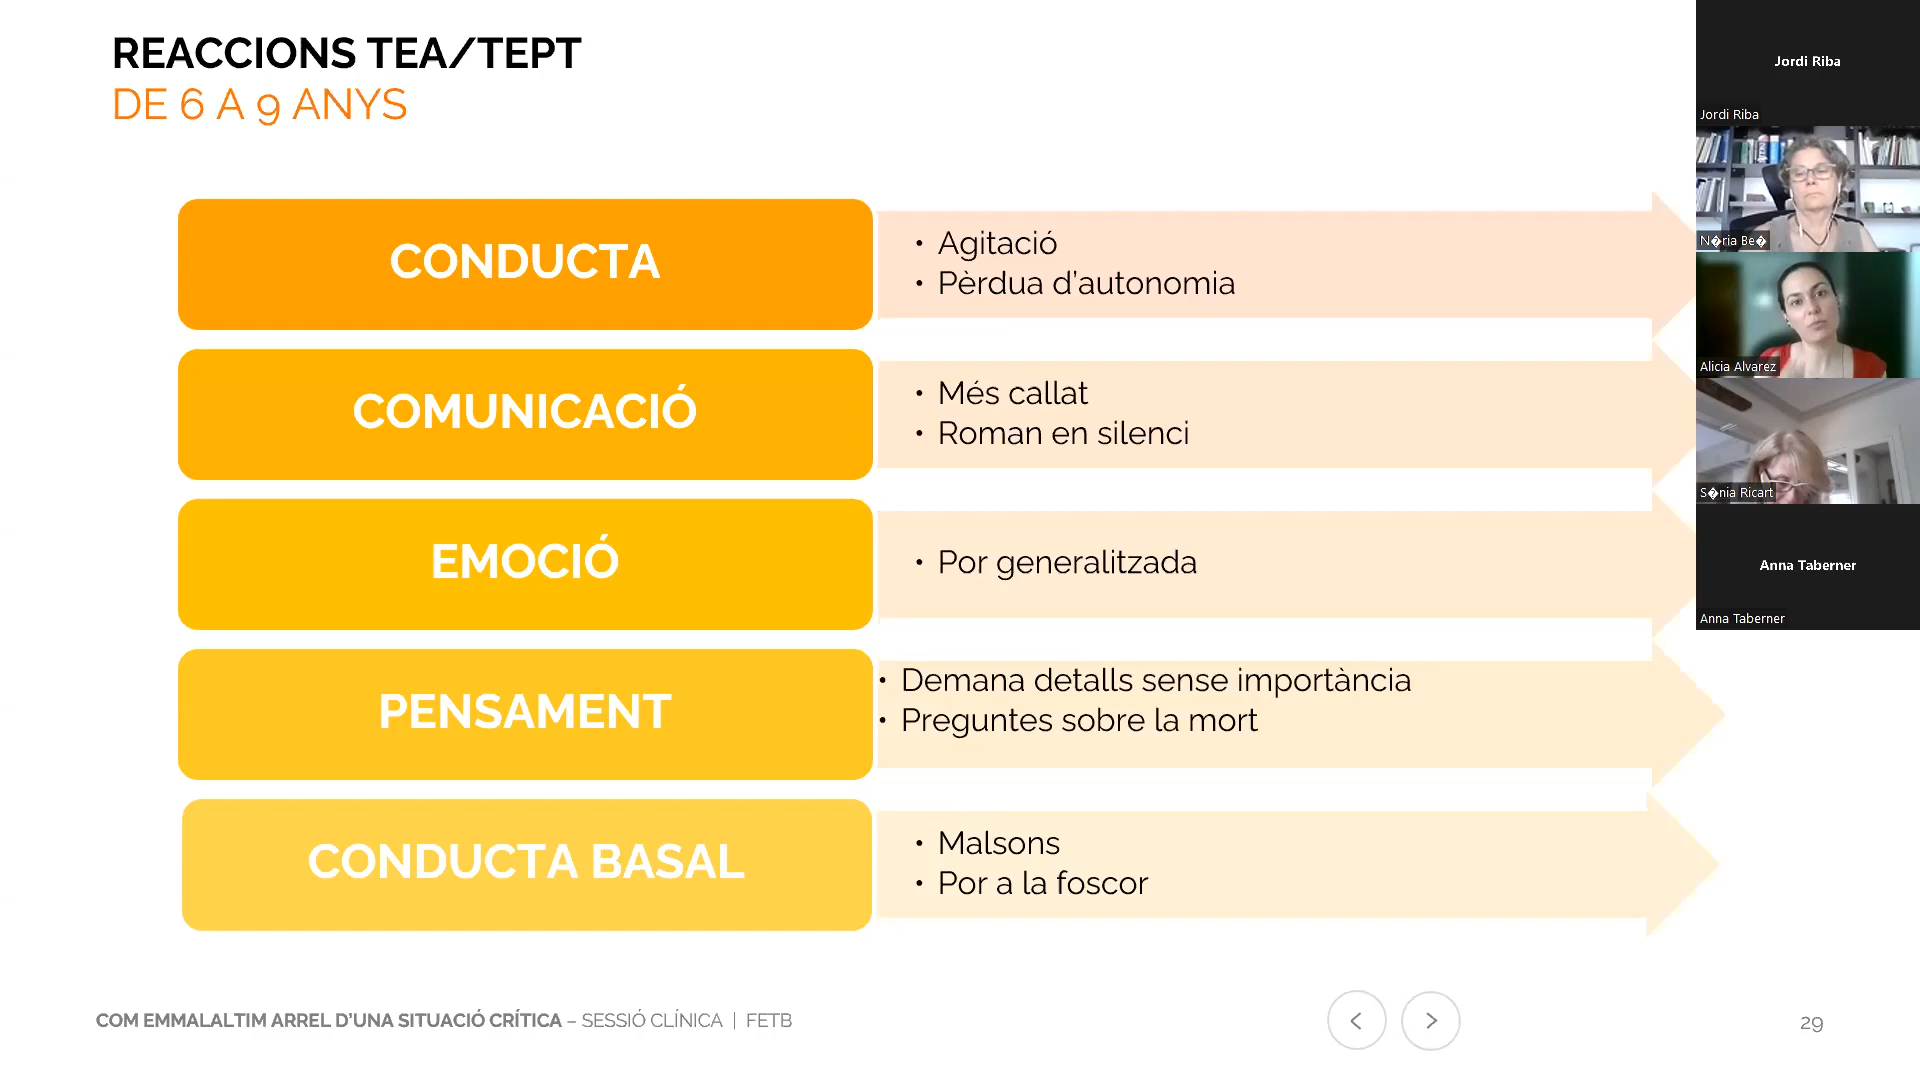 REACCIONS TEA/TEPT
DE 6 A 9 ANYS
CONDUCTA
• Agitació
• Pèrdua d’autonomia
COMUNICACIÓ
• Més callat
• Roman en silenci
EMOCIÓ
• Por generalitzada
PENSAMENT
• Demana detalls sense importància
• Preguntes sobre la mort
CONDUCTA BASAL
• Malsons
• Por a la foscor
COM EMMALALTIM ARREL D’UNA SITUACIÓ CRÍTICA – SESSIÓ CLÍNICA | FETB
29
Jordi Riba
Jordi Riba
N�ria Be�
Alicia Alvarez
S�nia Ricart
Anna Taberner
Anna Taberner